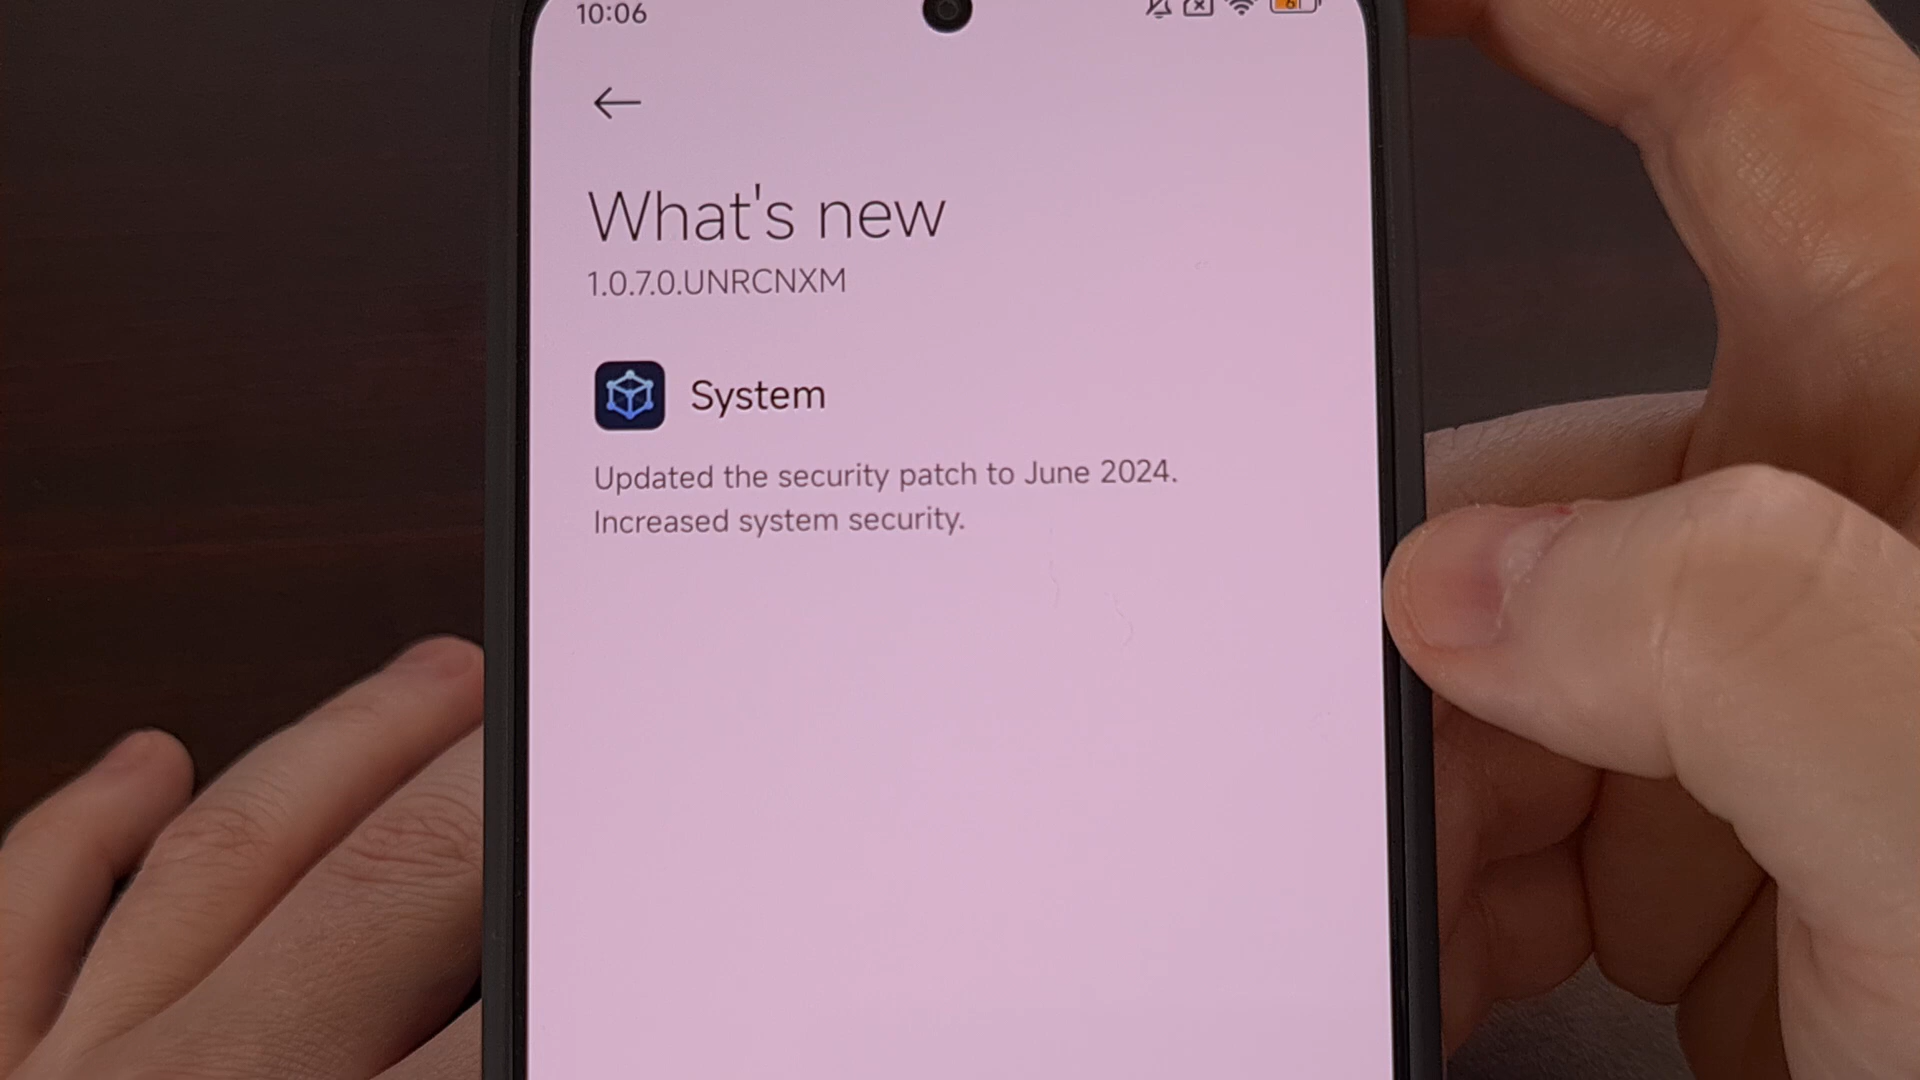 10:06
What's new
1.0.7.0.UNRCNXM
System
Updated the security patch to June 2024.
Increased system security.